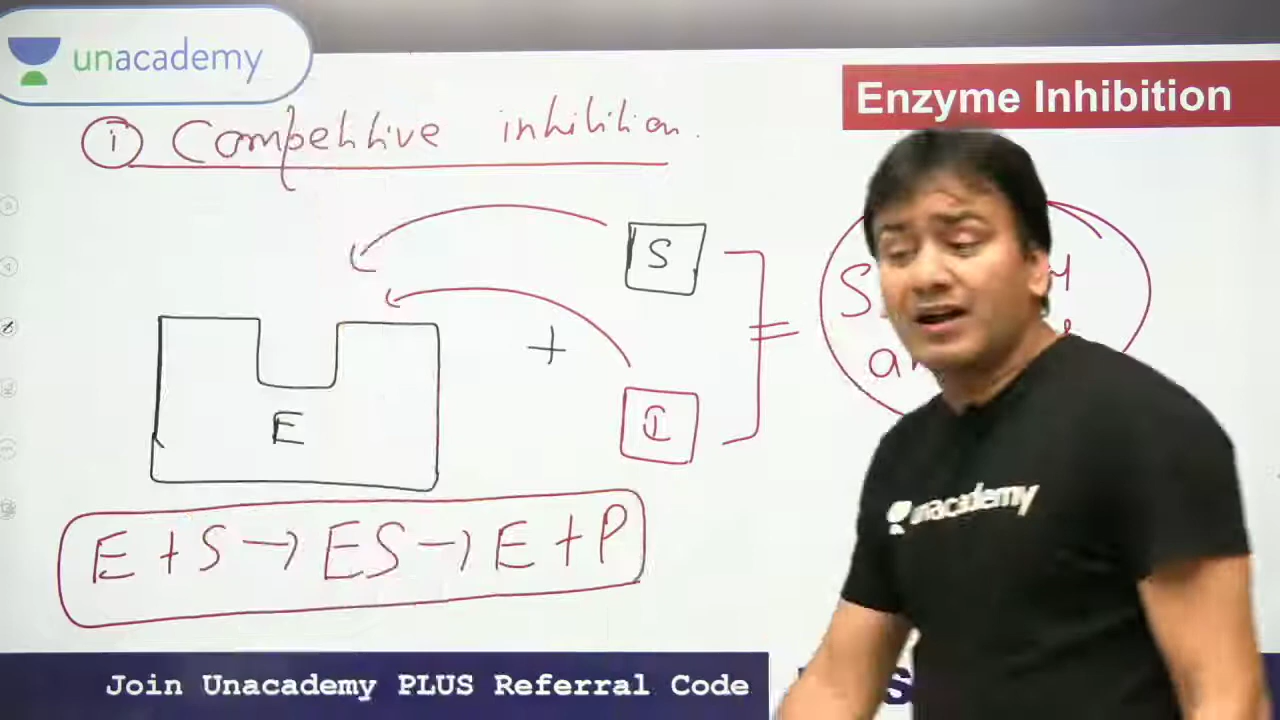 unacademy
Enzyme Inhibition
i Competitive inhibition.
S
+
I
E
E + S → ES → E + P
unacademy
Join Unacademy PLUS Referral Code